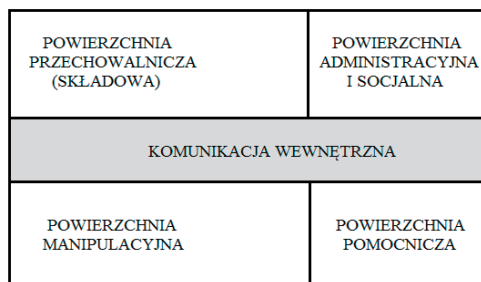 POWIERZCHNIA
PRZECHOWALNICZA
(SKŁADOWA)
POWIERZCHNIA
ADMINISTRACYJNA
I SOCJALNA
KOMUNIKACJA WEWNĘTRZNA
POWIERZCHNIA
MANIPULACYJNA
POWIERZCHNIA
POMOCNICZA